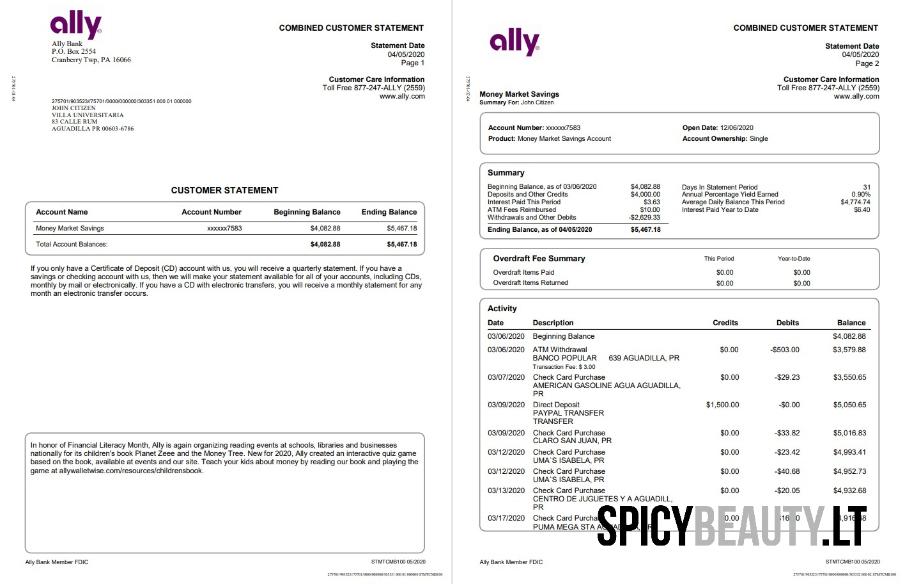 ally
Ally Bank
P.O. Box 2554
Cranberry Twp, PA 16066
COMBINED CUSTOMER STATEMENT
Statement Date
04/05/2020
Page 1
Customer Care Information
Toll Free 877-247-ALLY (2559)
www.ally.com
JOHN CITIZEN
VILLA UNIVERSITARIA
83 CALLE RUM
AGUADILLA PR 00603-6786
CUSTOMER STATEMENT
Account Name Account Number Beginning Balance Ending Balance
Money Market Savings xxxxxx7583 $4,082.88 $5,467.18
Total Account Balances: $4,082.88 $5,467.18
If you only have a Certificate of Deposit (CD) account with us, you will receive a quarterly statement. If you have a
savings or checking account with us, then we will make your statement available for all of your accounts, including CDs,
monthly by mail or electronically. If you have a CD with electronic transfers, you will receive a monthly statement for any
month an electronic transfer occurs.
In honor of Financial Literacy Month, Ally is again organizing reading events at schools, libraries and businesses
nationally for its children's book Planet Zeee and the Money Tree. New for 2020, Ally created an interactive quiz game
based on the book, available at events and our site. Teach your kids about money by reading our book and playing the
game at allywalletwise.com/resources/childrensbook.
Ally Bank Member FDIC STMTCMB100 05/2020
ally
COMBINED CUSTOMER STATEMENT
Statement Date
04/05/2020
Page 2
Customer Care Information
Toll Free 877-247-ALLY (2559)
www.ally.com
Money Market Savings
Summary For: John Citizen
Account Number: xxxxxx7583 Open Date: 12/06/2020
Product: Money Market Savings Account Account Ownership: Single
Summary
Beginning Balance, as of 03/06/2020 $4,082.88 Days In Statement Period 31
Deposits and Other Credits $4,000.00 Annual Percentage Yield Earned 0.90%
Interest Paid This Period $3.63 Average Daily Balance This Period $4,774.74
ATM Fees Reimbursed $10.00 Interest Paid Year to Date $6.40
Withdrawals and Other Debits -$2,629.33
Ending Balance, as of 04/05/2020 $5,467.18
Overdraft Fee Summary This Period Year-to-Date
Overdraft Items Paid $0.00 $0.00
Overdraft Items Returned $0.00 $0.00
Activity
Date Description Credits Debits Balance
03/06/2020 Beginning Balance $4,082.88
03/06/2020 ATM Withdrawal $0.00 -$503.00 $3,579.88
BANCO POPULAR 639 AGUADILLA, PR
Transaction Fee: $ 3.00
03/07/2020 Check Card Purchase $0.00 -$29.23 $3,550.65
AMERICAN GASOLINE AGUA AGUADILLA,
PR
03/09/2020 Direct Deposit $1,500.00 -$0.00 $5,050.65
PAYPAL TRANSFER
TRANSFER
03/09/2020 Check Card Purchase $0.00 -$33.82 $5,016.83
CLARO SAN JUAN, PR
03/12/2020 Check Card Purchase $0.00 -$23.42 $4,993.41
UMA`S ISABELA, PR
03/12/2020 Check Card Purchase $0.00 -$40.68 $4,952.73
UMA`S ISABELA, PR
03/13/2020 Check Card Purchase $0.00 -$20.05 $4,932.68
CENTRO DE JUGUETES Y A AGUADILL,
PR
03/17/2020 Check
PUMA MEGA STA
SPICYBEAUTY.LT
Ally Bank Member FDIC STMTCMB100 05/2020